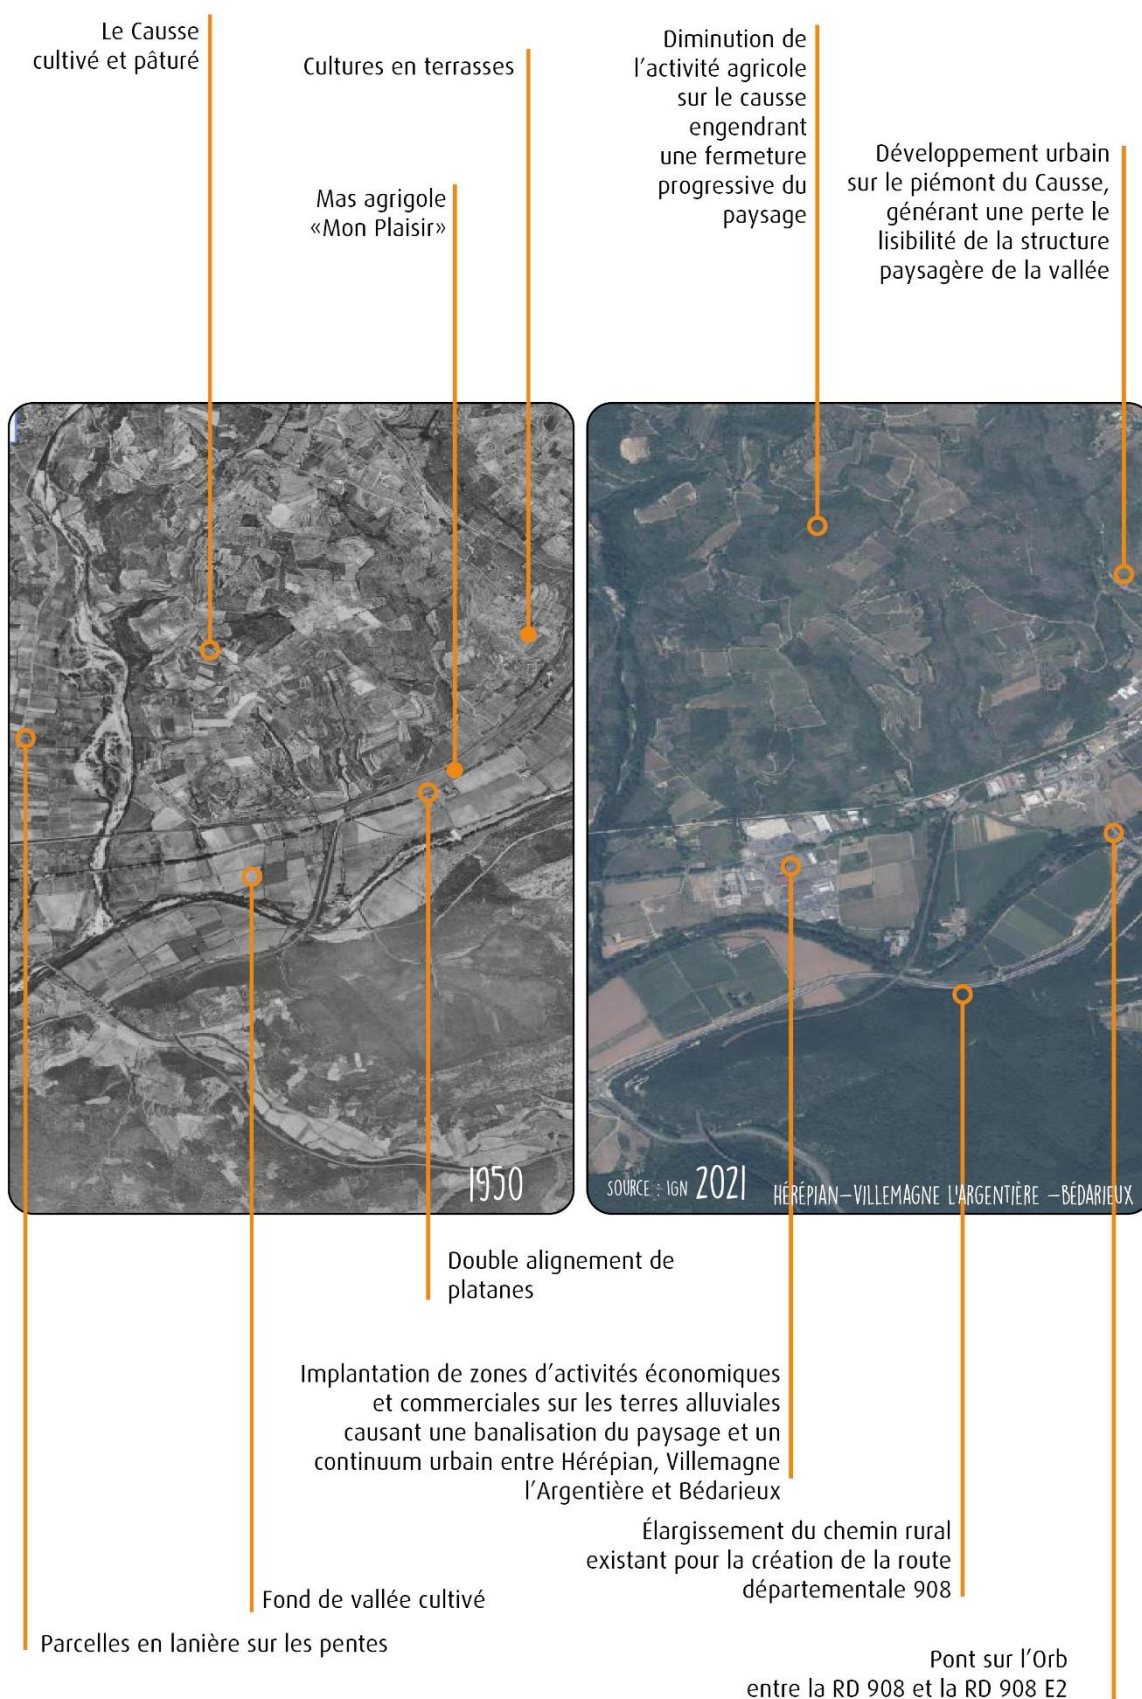 Le Causse
cultivé et pâturé
Cultures en terrasses
Mas agrigole
«Mon Plaisir»
Diminution de
l'activité agricole
sur le causse
engendrant
une fermeture
progressive du
paysage
Développement urbain
sur le piémont du Causse,
générant une perte le
lisibilité de la structure
paysagère de la vallée
1950
SOURCE : IGN 2021
HÉRÉPIAN-VILLEMAGNE L'ARGENTIÈRE -BÉDARIEUX
Double alignement de
platanes
Implantation de zones d'activités économiques
et commerciales sur les terres alluviales
causant une banalisation du paysage et un
continuum urbain entre Hérépian, Villemagne
l'Argentière et Bédarieux
Élargissement du chemin rural
existant pour la création de la route
départementale 908
Fond de vallée cultivé
Parcelles en lanière sur les pentes
Pont sur l'Orb
entre la RD 908 et la RD 908 E2